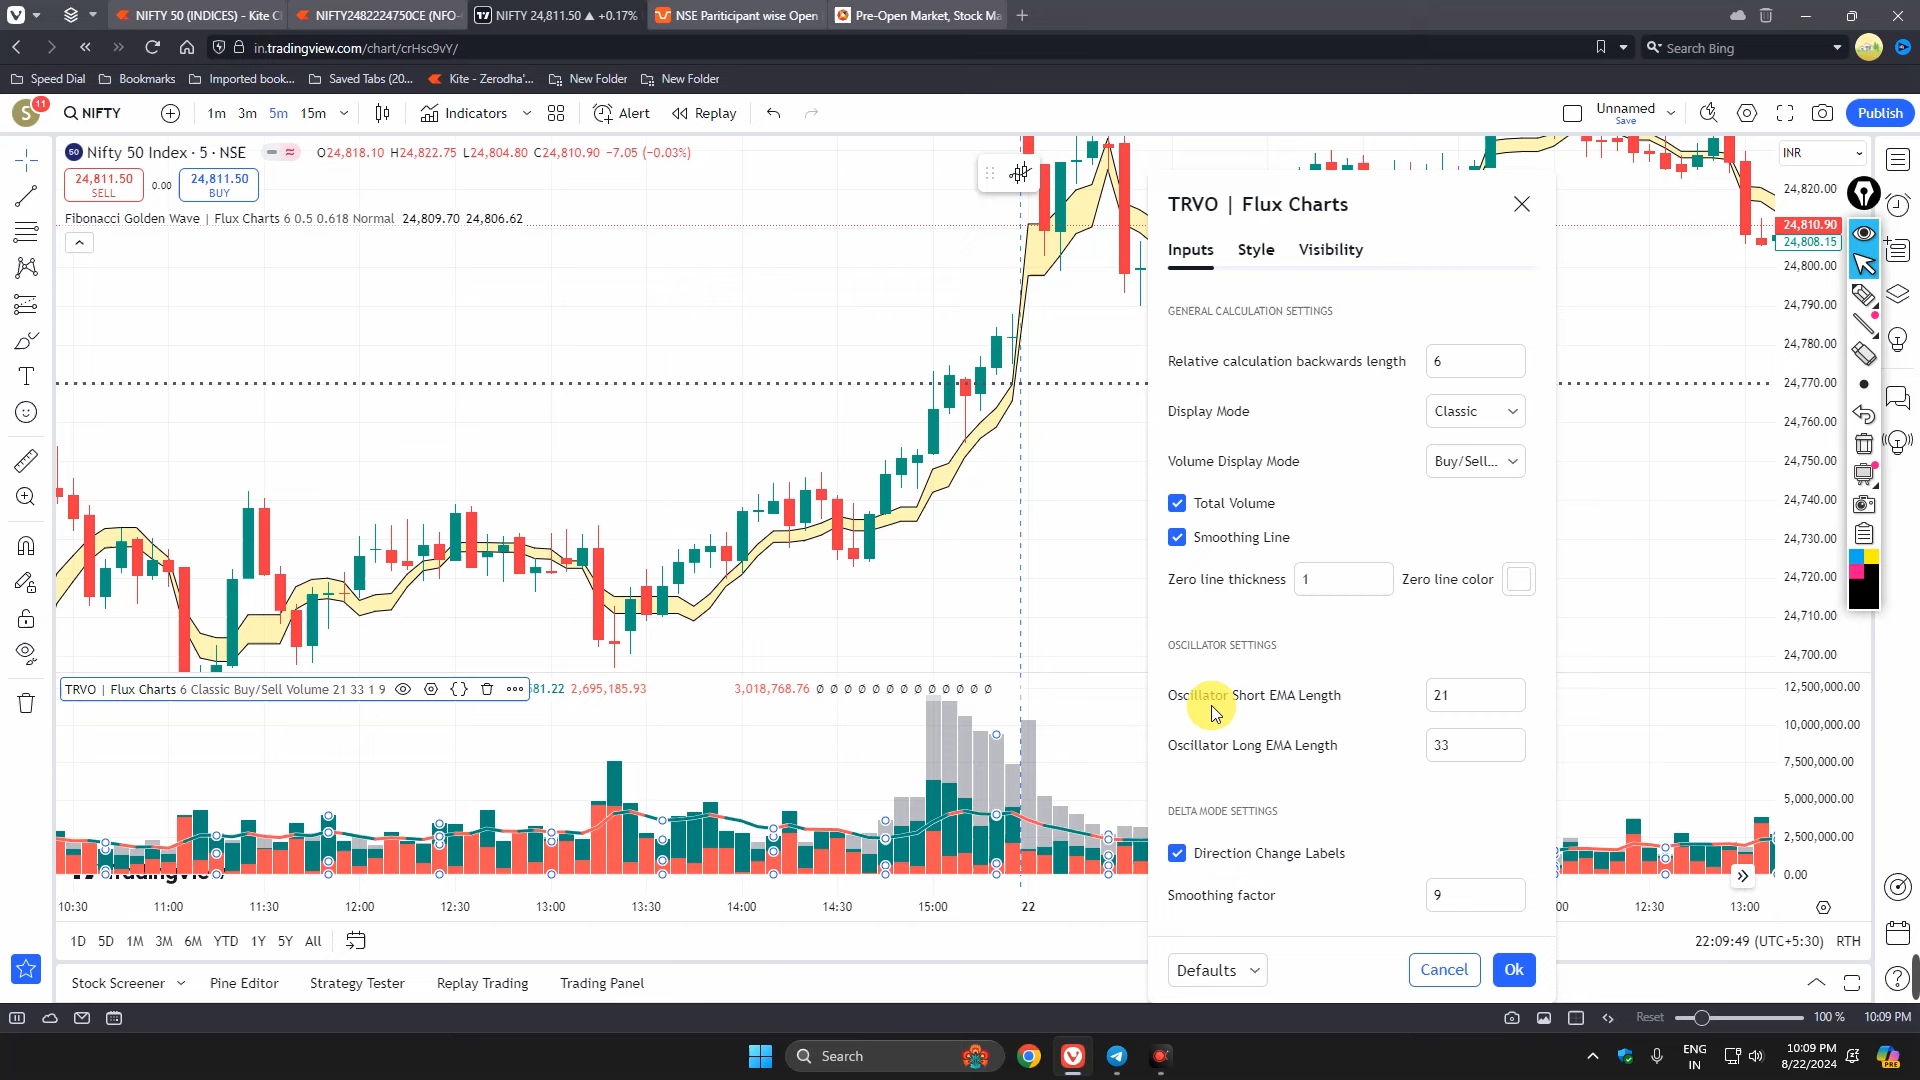 NIFTY 50 (INDICES) - Kite C
NIFTY2482224750CE (NFO-
NIFTY 24,811.50 ▲ +0.17%
NSE Pariticipant wise Open
Pre-Open Market, Stock Ma
in.tradingview.com/chart/crHsc9vY/
Search Bing
Speed Dial
Bookmarks
Imported book...
Saved Tabs (20...
Kite - Zerodha'...
New Folder
New Folder
S
11
NIFTY
1m 3m 5m 15m
Indicators
Alert
Replay
Unnamed
Save
Publish
50 Nifty 50 Index · 5 · NSE
O24,818.10 H24,822.75 L24,804.80 C24,810.90 −7.05 (−0.03%)
24,811.50
SELL
0.00
24,811.50
BUY
Fibonacci Golden Wave | Flux Charts 6 0.5 0.618 Normal 24,809.70 24,806.62
INR
24,820.00
24,810.90
24,808.15
24,800.00
24,790.00
24,780.00
24,770.00
24,760.00
24,750.00
24,740.00
24,730.00
24,720.00
24,710.00
24,700.00
TRVO | Flux Charts
Inputs
Style
Visibility
GENERAL CALCULATION SETTINGS
Relative calculation backwards length 6
Display Mode Classic
Volume Display Mode Buy/Sell...
Total Volume
Smoothing Line
Zero line thickness 1 Zero line color
OSCILLATOR SETTINGS
Oscillator Short EMA Length 21
Oscillator Long EMA Length 33
DELTA MODE SETTINGS
Direction Change Labels
Smoothing factor 9
Defaults
Cancel
Ok
TRVO | Flux Charts 6 Classic Buy/Sell Volume 21 33 1 9
81.22 2,695,185.93 3,018,768.76 ø ø ø ø ø ø ø ø ø ø ø ø ø
12,500,000.00
10,000,000.00
7,500,000.00
5,000,000.00
2,500,000.00
0.00
TradingView
10:30 11:00 11:30 12:00 12:30 13:00 13:30 14:00 14:30 15:00 22
00 12:30 13:00
1D 5D 1M 3M 6M YTD 1Y 5Y All
22:09:49 (UTC+5:30) RTH
Stock Screener
Pine Editor
Strategy Tester
Replay Trading
Trading Panel
Reset
100 %
10:09 PM
Search
ENG
IN
10:09 PM
8/22/2024
PRE